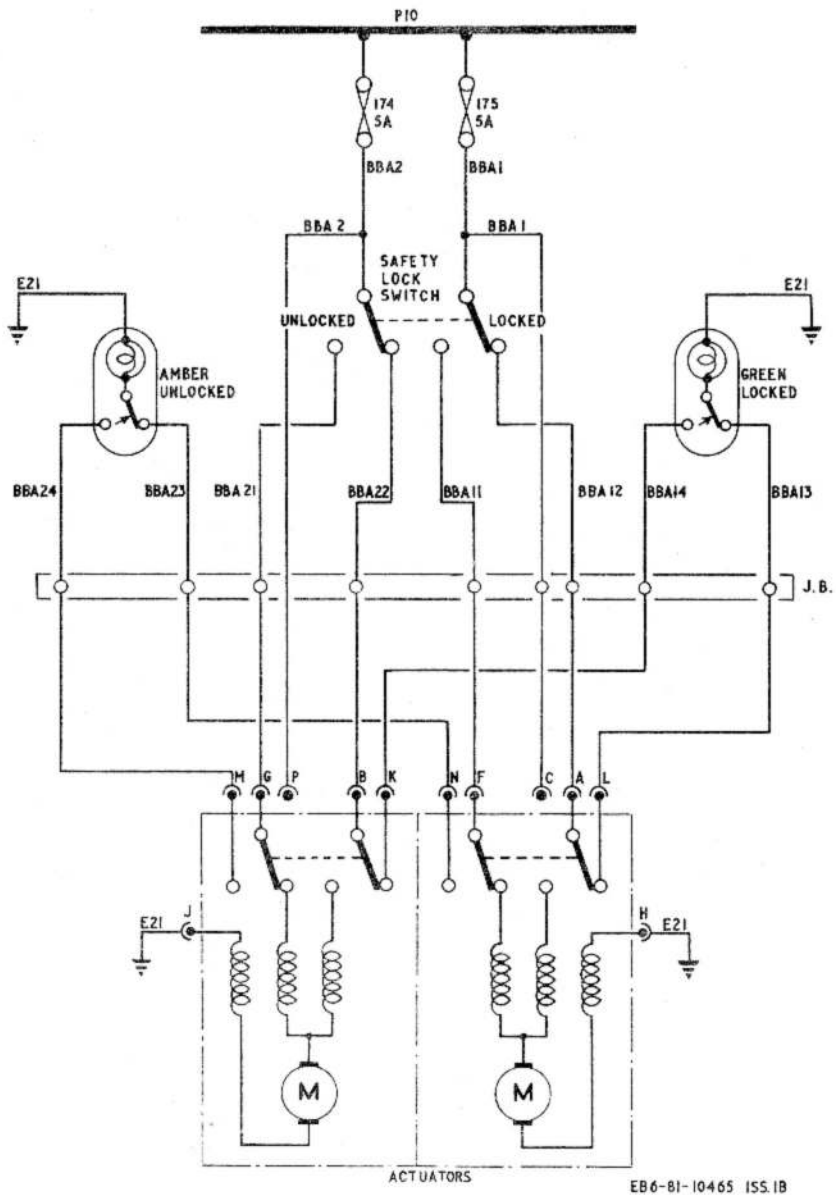 P10
174
5A
175
5A
BBA2
BBA1
BBA 2
BBA 1
SAFETY
LOCK
SWITCH
E21
E21
UNLOCKED
LOCKED
AMBER
UNLOCKED
GREEN
LOCKED
BBA24
BBA23
BBA 21
BBA22
BBA11
BBA 12
BBA14
BBA13
J.B.
M
G
P
B
K
N
F
C
A
L
J
E21
H
E21
M
M
ACTUATORS
EB6-81-10465 ISS.1B